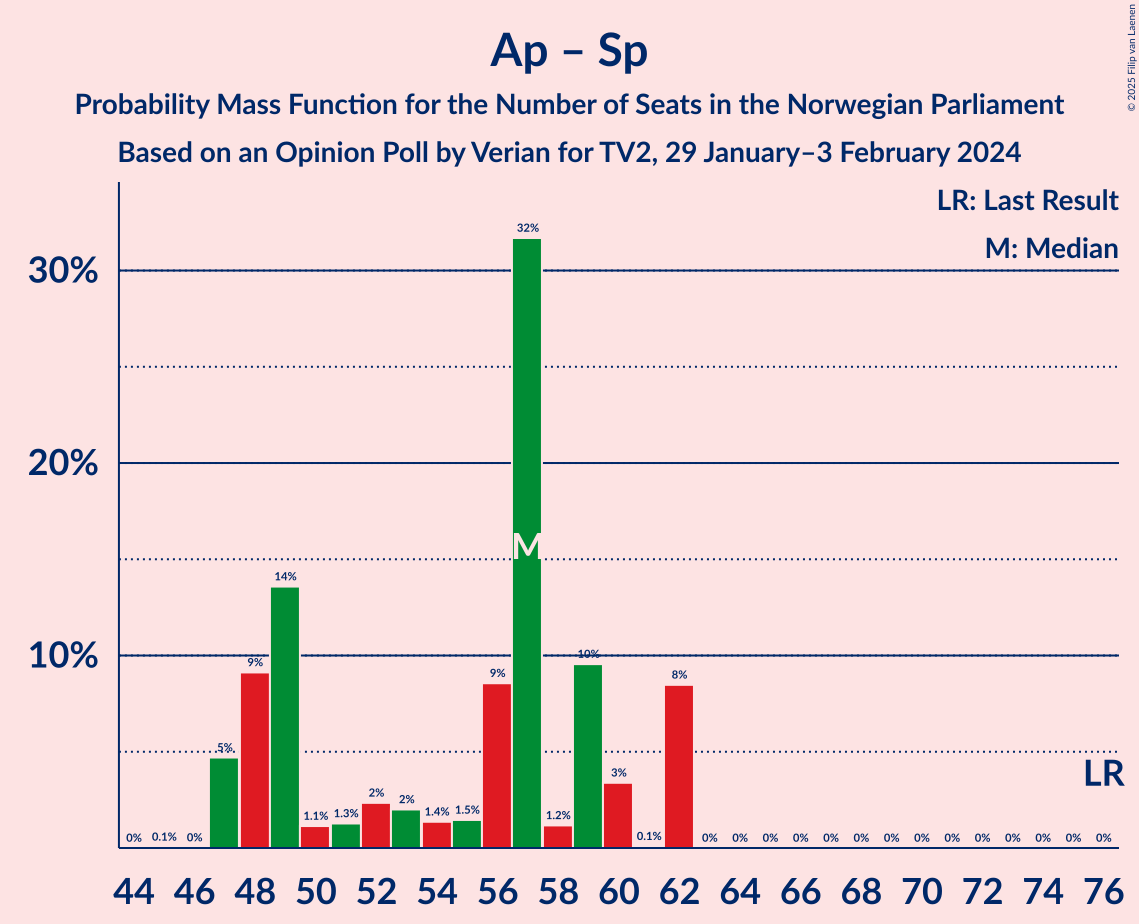 © 2025 Filip van Laenen
Ap – Sp
Probability Mass Function for the Number of Seats in the Norwegian Parliament
Based on an Opinion Poll by Verian for TV2, 29 January–3 February 2024
LR: Last Result
M: Median
30%
20%
10%
0% 0.1% 0% 5% 9% 14% 1.1% 1.3% 2% 2% 1.4% 1.5% 9% 32% 1.2% 10% 3% 0.1% 8% 0% 0% 0% 0% 0% 0% 0% 0% 0% 0% 0% 0% 0% 0%
M
LR
44 46 48 50 52 54 56 58 60 62 64 66 68 70 72 74 76